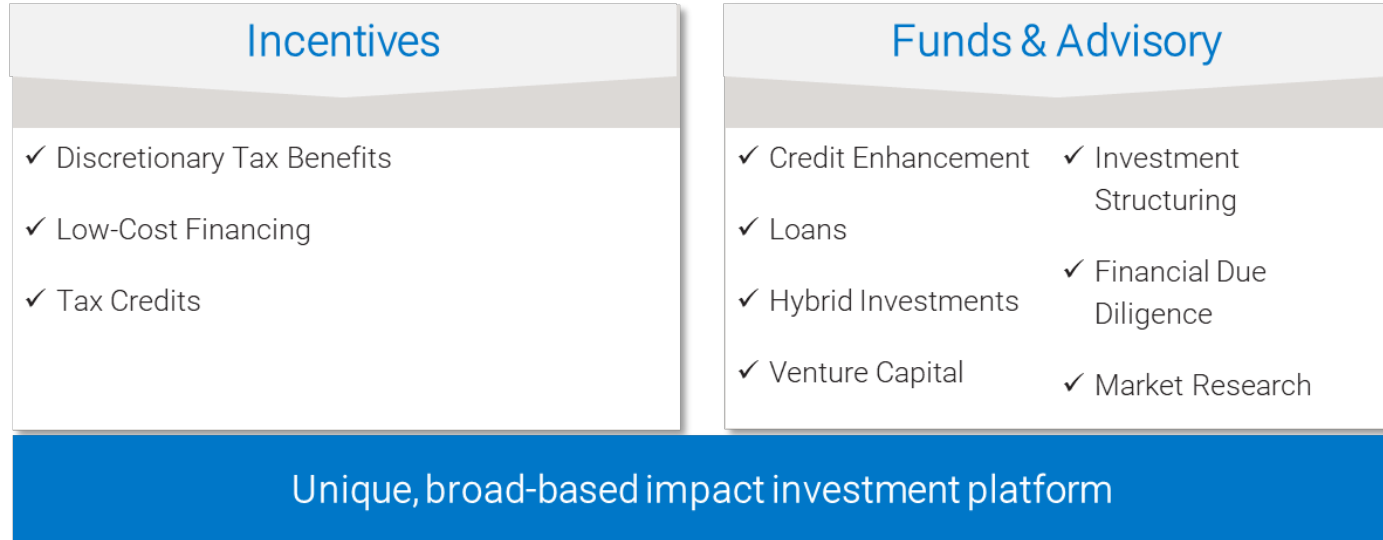 Incentives
Discretionary Tax Benefits
Low-Cost Financing
Tax Credits
Funds & Advisory
Credit Enhancement
Loans
Hybrid Investments
Venture Capital
Investment
Structuring
Financial Due
Diligence
Market Research
Unique, broad-based impact investment platform